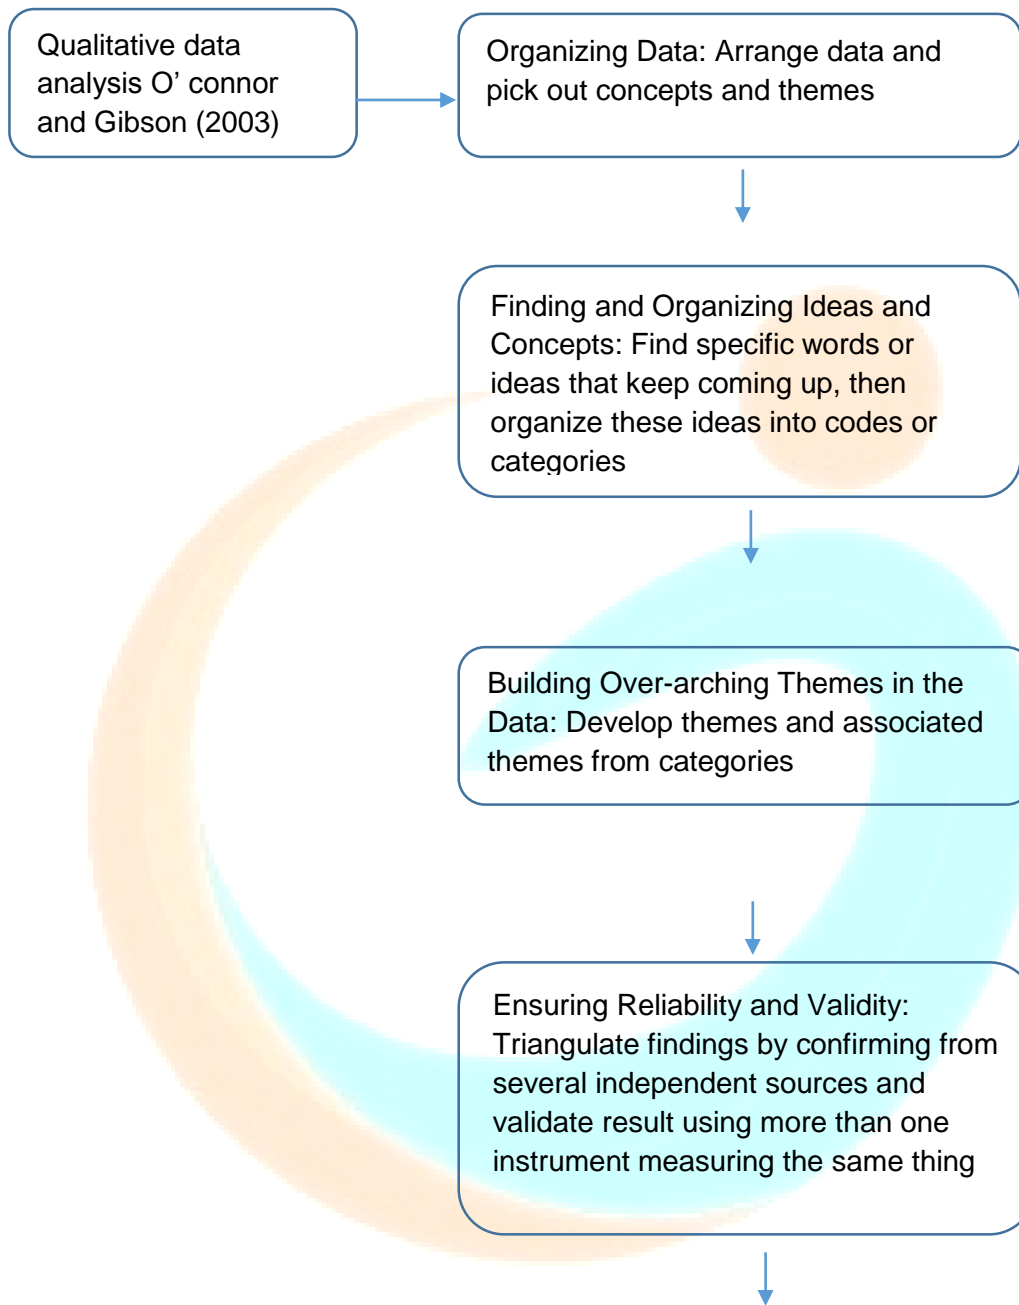 Qualitative data
analysis O’ connor
and Gibson (2003)
Organizing Data: Arrange data and
pick out concepts and themes
Finding and Organizing Ideas and
Concepts: Find specific words or
ideas that keep coming up, then
organize these ideas into codes or
categories
Building Over-arching Themes in the
Data: Develop themes and associated
themes from categories
Ensuring Reliability and Validity:
Triangulate findings by confirming from
several independent sources and
validate result using more than one
instrument measuring the same thing